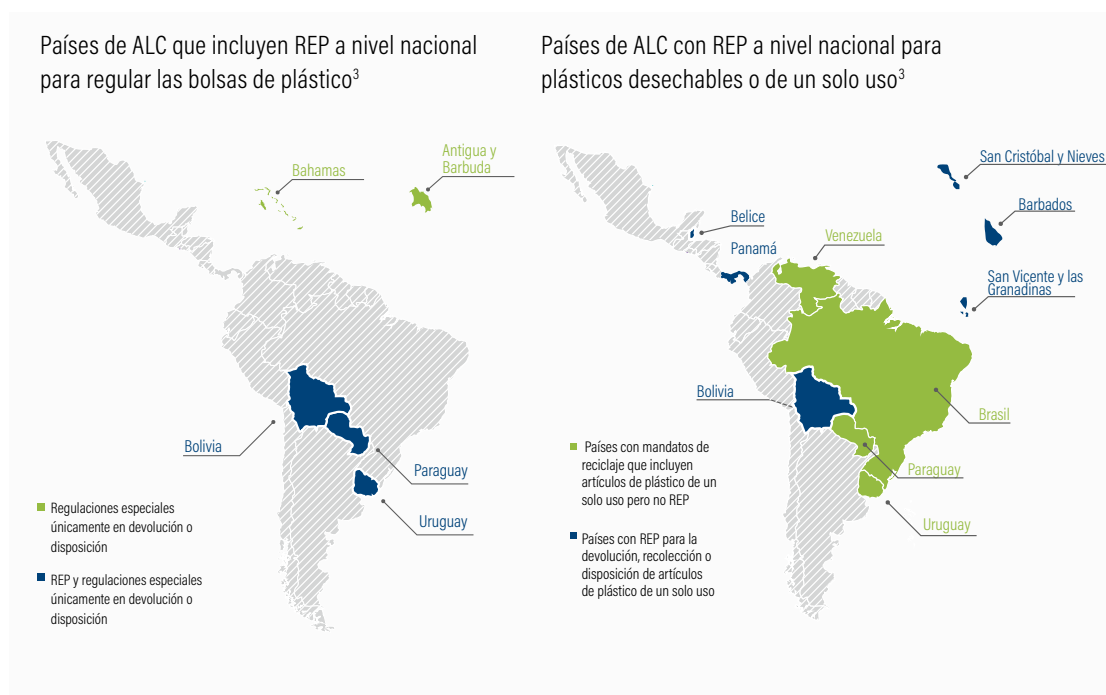 Países de ALC que incluyen REP a nivel nacional
para regular las bolsas de plástico3
Bahamas
Antigua y
Barbuda
Bolivia
Paraguay
Uruguay
Regulaciones especiales
únicamente en devolución o
disposición
REP y regulaciones especiales
únicamente en devolución o
disposición
Países de ALC con REP a nivel nacional para
plásticos desechables o de un solo uso3
San Cristóbal y Nieves
Belice
Barbados
Panamá
Venezuela
San Vicente y las
Granadinas
Bolivia
Brasil
Paraguay
Uruguay
Países con mandatos de
reciclaje que incluyen
artículos de plástico de un
solo uso pero no REP
Países con REP para la
devolución, recolección o
disposición de artículos
de plástico de un solo uso